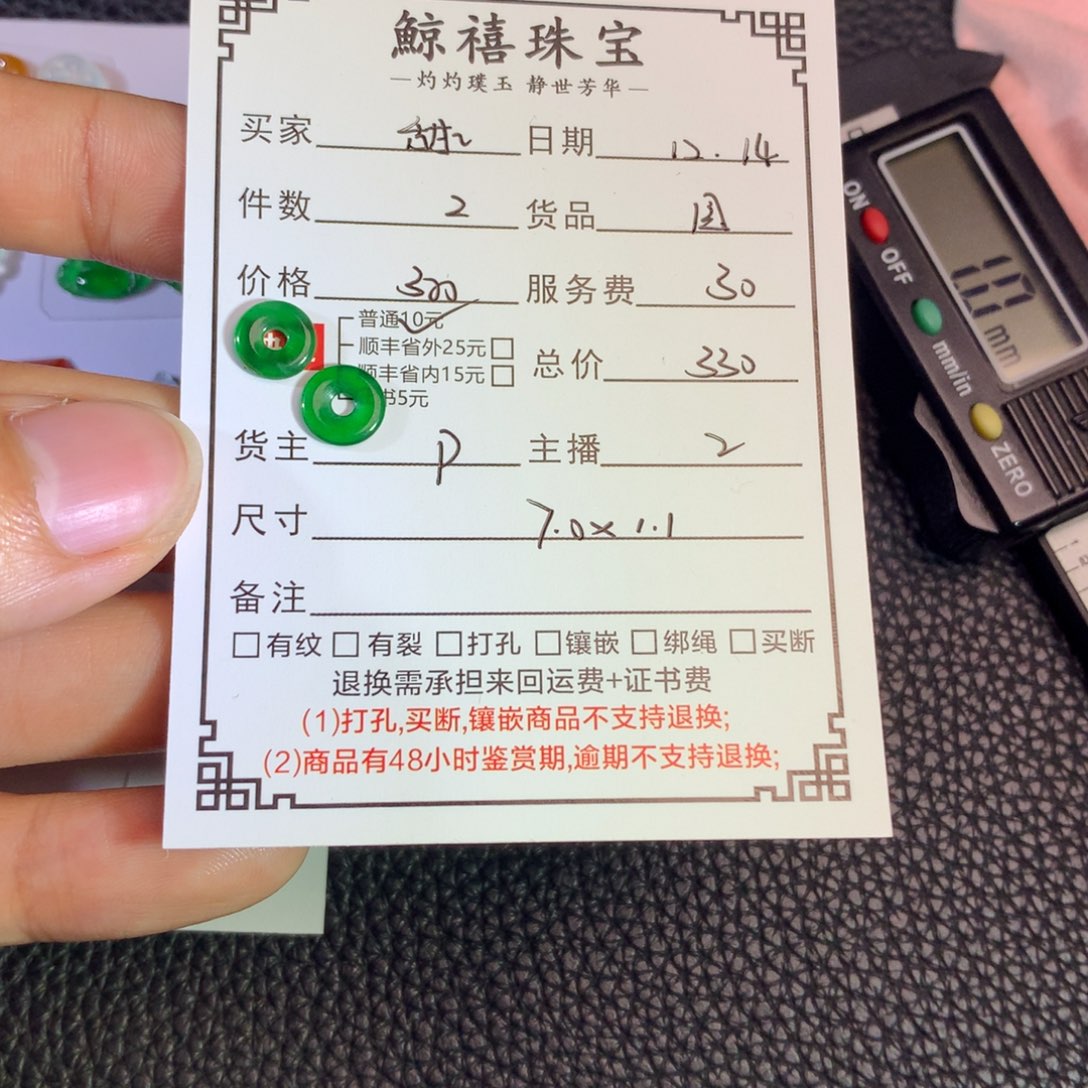 鯨禧珠宝
—灼灼璞玉 静世芳华—
买家 甜 日期 12.14
件数 2 货品
价格 300 服务费 30
普通10元
顺丰省外25元
顺丰省内15元 总价 330
书5元
货主 P 主播 2
尺寸 7.0×1.1
备注
有纹 有裂 打孔 镶嵌 绑绳 买断
退换需承担来回运费+证书费
(1)打孔,买断,镶嵌商品不支持退换;
(2)商品有48小时鉴赏期,逾期不支持退换;
ON
OFF
mm/in
ZERO
mm